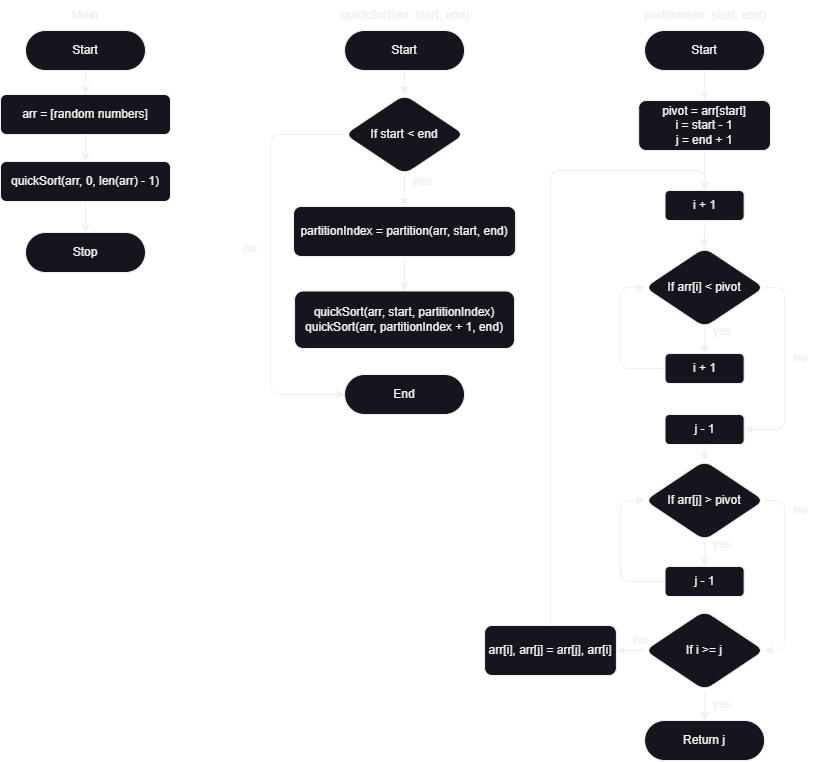 Main
Start
arr = [random numbers]
quickSort(arr, 0, len(arr) - 1)
Stop
quickSort(arr, start, end)
Start
If start < end
yes
no
partitionIndex = partition(arr, start, end)
quickSort(arr, start, partitionIndex)
quickSort(arr, partitionIndex + 1, end)
End
partition(arr, start, end)
Start
pivot = arr[start]
i = start - 1
j = end + 1
i + 1
If arr[i] < pivot
yes
no
i + 1
j - 1
If arr[j] > pivot
no
yes
j - 1
If i >= j
no
arr[i], arr[j] = arr[j], arr[i]
yes
Return j